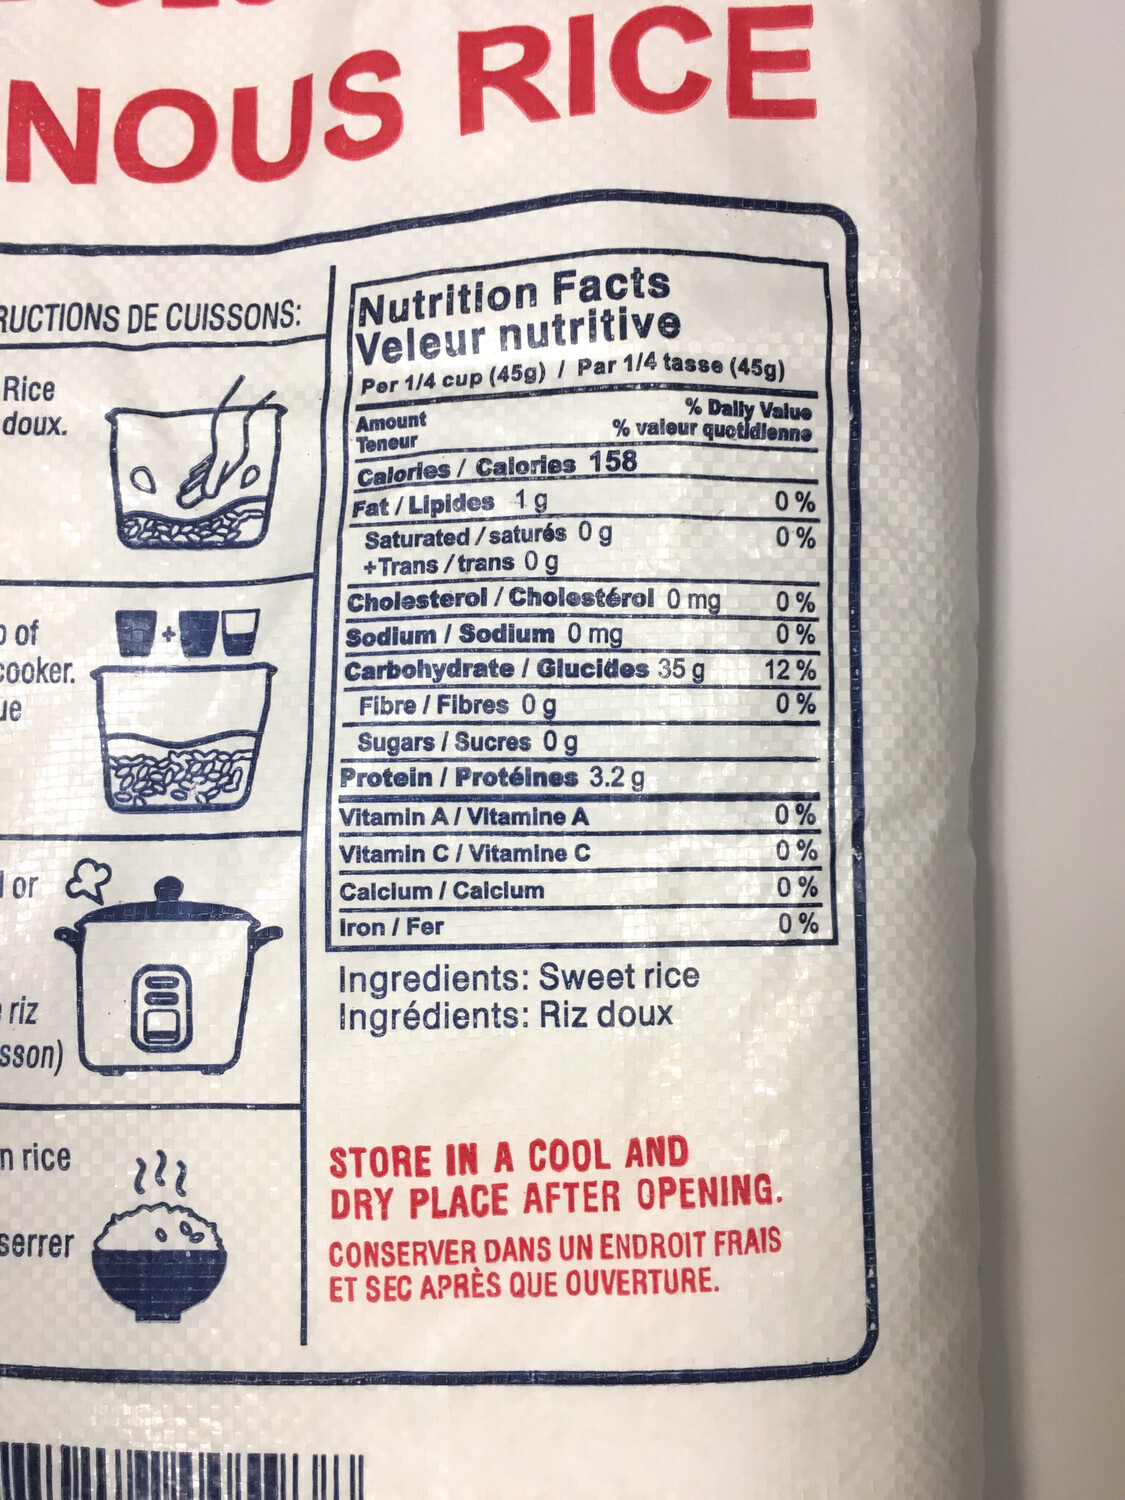 NOUS RICE
RUCTIONS DE CUISSONS:
Rice
doux.
of
cooker.
ue
or
riz
sson)
n rice
serrer
Nutrition Facts
Veleur nutritive
Per 1/4 cup (45g) / Par 1/4 tasse (45g)
Amount % Daily Value
Teneur % valeur quotidienne
Calories / Calories 158
Fat / Lipides 1 g 0 %
Saturated / saturés 0 g 0 %
+Trans / trans 0 g
Cholesterol / Cholestérol 0 mg 0 %
Sodium / Sodium 0 mg 0 %
Carbohydrate / Glucides 35 g 12 %
Fibre / Fibres 0 g 0 %
Sugars / Sucres 0 g
Protein / Protéines 3.2 g
Vitamin A / Vitamine A 0 %
Vitamin C / Vitamine C 0 %
Calcium / Calcium 0 %
Iron / Fer 0 %
Ingredients: Sweet rice
Ingrédients: Riz doux
STORE IN A COOL AND
DRY PLACE AFTER OPENING.
CONSERVER DANS UN ENDROIT FRAIS
ET SEC APRÈS QUE OUVERTURE.